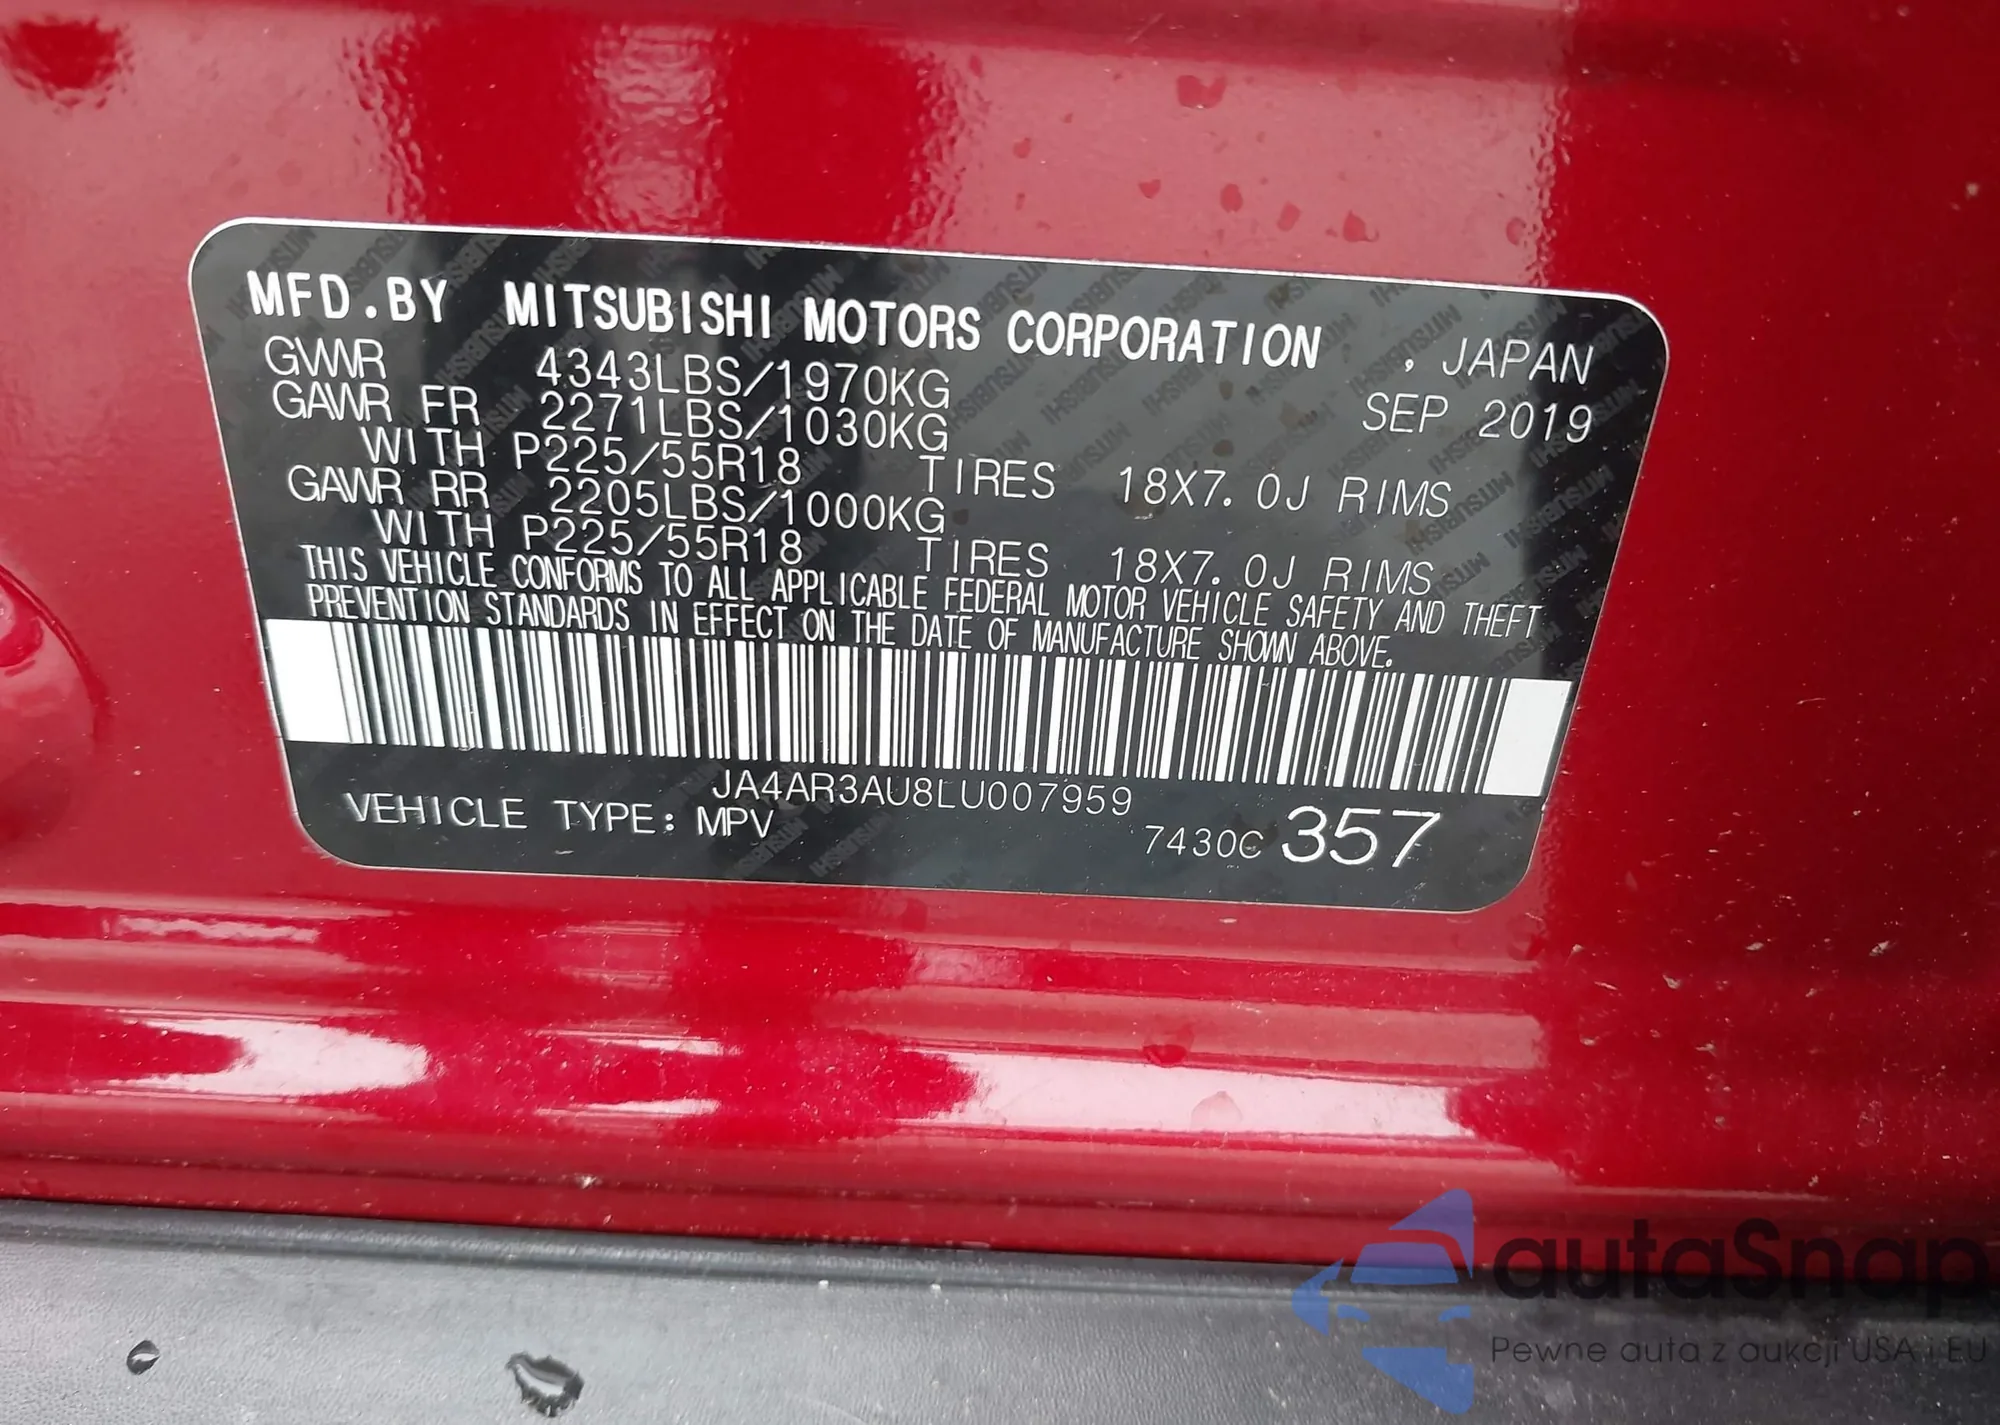 MFD.BY MITSUBISHI MOTORS CORPORATION , JAPAN
GVWR 4343LBS/1970KG SEP 2019
GAWR FR 2271LBS/1030KG
WITH P225/55R18 TIRES 18X7.0J RIMS
GAWR RR 2205LBS/1000KG
WITH P225/55R18 TIRES 18X7.0J RIMS
THIS VEHICLE CONFORMS TO ALL APPLICABLE FEDERAL MOTOR VEHICLE SAFETY AND THEFT
PREVENTION STANDARDS IN EFFECT ON THE DATE OF MANUFACTURE SHOWN ABOVE.
JA4AR3AU8LU007959
VEHICLE TYPE: MPV 7430C 357
autaSnap
Pewne auta z aukcji USA i EU